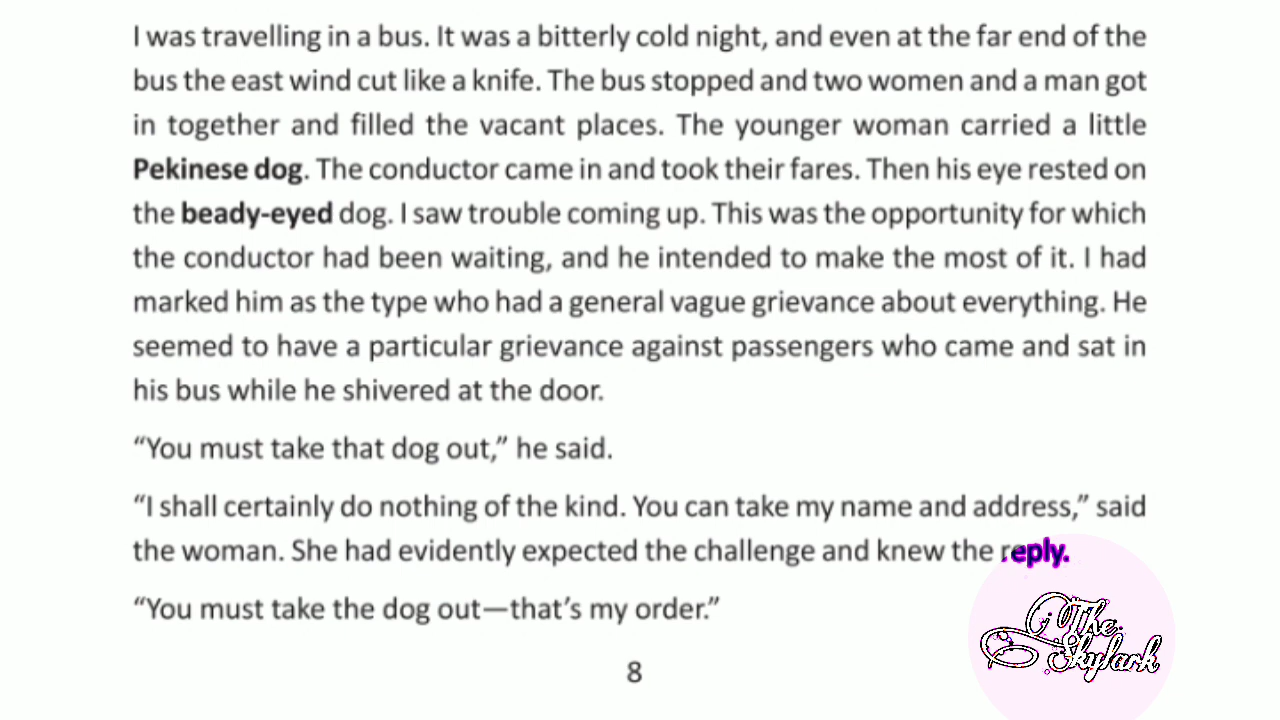 I was travelling in a bus. It was a bitterly cold night, and even at the far end of the
bus the east wind cut like a knife. The bus stopped and two women and a man got
in together and filled the vacant places. The younger woman carried a little
Pekinese dog. The conductor came in and took their fares. Then his eye rested on
the beady-eyed dog. I saw trouble coming up. This was the opportunity for which
the conductor had been waiting, and he intended to make the most of it. I had
marked him as the type who had a general vague grievance about everything. He
seemed to have a particular grievance against passengers who came and sat in
his bus while he shivered at the door.
“You must take that dog out,” he said.
“I shall certainly do nothing of the kind. You can take my name and address,” said
the woman. She had evidently expected the challenge and knew the reply.
“You must take the dog out—that’s my order.”
8
The
Skylark